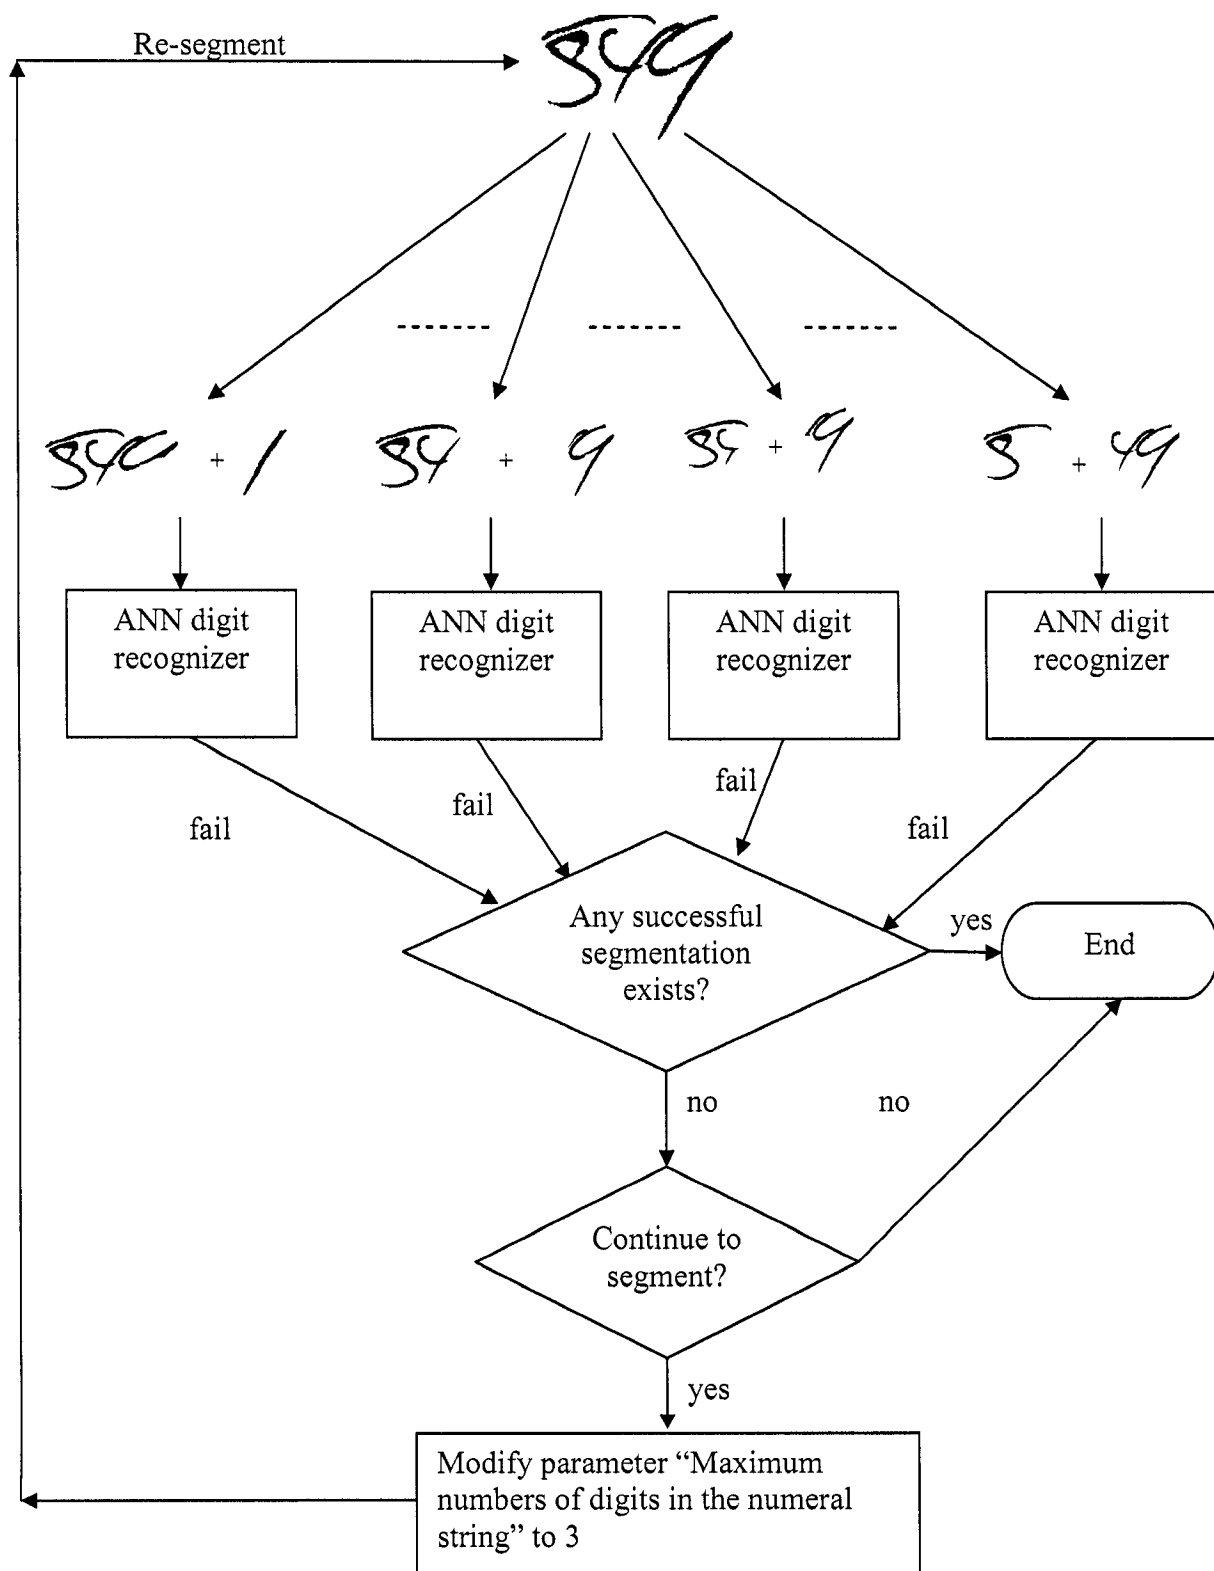 Re-segment
549
54 + 1
54 + 9
55 + 9
5 + 49
ANN digit
recognizer
ANN digit
recognizer
ANN digit
recognizer
ANN digit
recognizer
fail
fail
fail
fail
Any successful
segmentation
exists?
yes
End
no
no
Continue to
segment?
yes
Modify parameter “Maximum
numbers of digits in the numeral
string” to 3